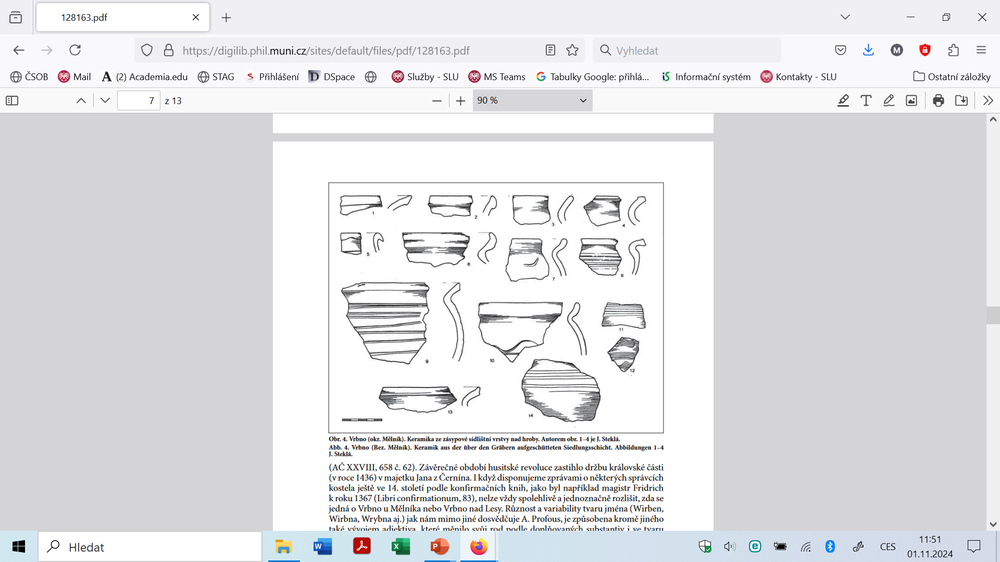 128163.pdf
https://digilib.phil.muni.cz/sites/default/files/pdf/128163.pdf
Vyhledat
M
ČSOB
Mail
(2) Academia.edu
STAG
Přihlášení
DSpace
Služby - SLU
MS Teams
Tabulky Google: přihlá...
Informační systém
Kontakty - SLU
Ostatní záložky
7 z 13
90 %
1
2
3
4
5
6
7
8
9
10
11
12
13
14
Obr. 4. Vrbno (okr. Mělník). Keramika ze zásypové sídlištní vrstvy nad hroby. Autorem obr. 1–4 je J. Steklá.
Abb. 4. Vrbno (Bez. Mělník). Keramik aus der über den Gräbern aufgeschütteten Siedlungsschicht. Abbildungen 1–4
J. Steklá.
(AČ XXVIII, 658 č. 62). Závěrečné období husitské revoluce zastihlo držbu královské části
(v roce 1436) v majetku Jana z Černína. I když disponujeme zprávami o některých správcích
kostela ještě ve 14. století podle konfirmačních knih, jako byl například magistr Fridrich
k roku 1367 (Libri confirmationum, 83), nelze vždy spolehlivě a jednoznačně rozlišit, zda se
jedná o Vrbno u Mělníka nebo Vrbno nad Lesy. Různost a variability tvaru jména (Wirben,
Wirbna, Wrybna aj.) jak nám mimo jiné dosvědčuje A. Profous, je způsobena kromě jiného
také vývojem adjektiva, které měnilo svůj rod podle doplňovaných substantiv i ve tvaru
Hledat
CES
11:51
01.11.2024